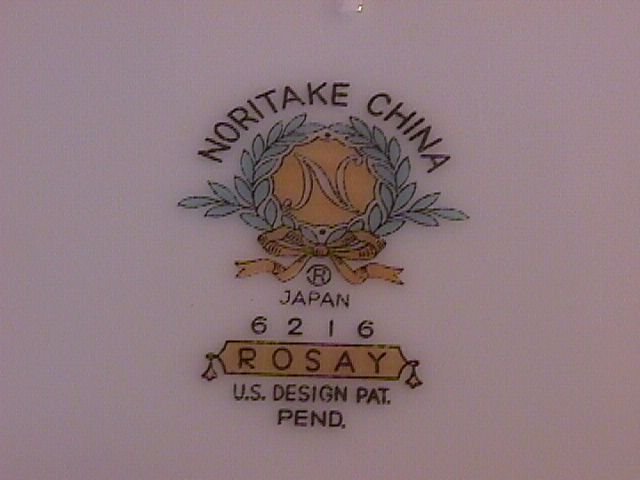 NORITAKE CHINA
N
®
JAPAN
6216
ROSAY
U.S. DESIGN PAT.
PEND.